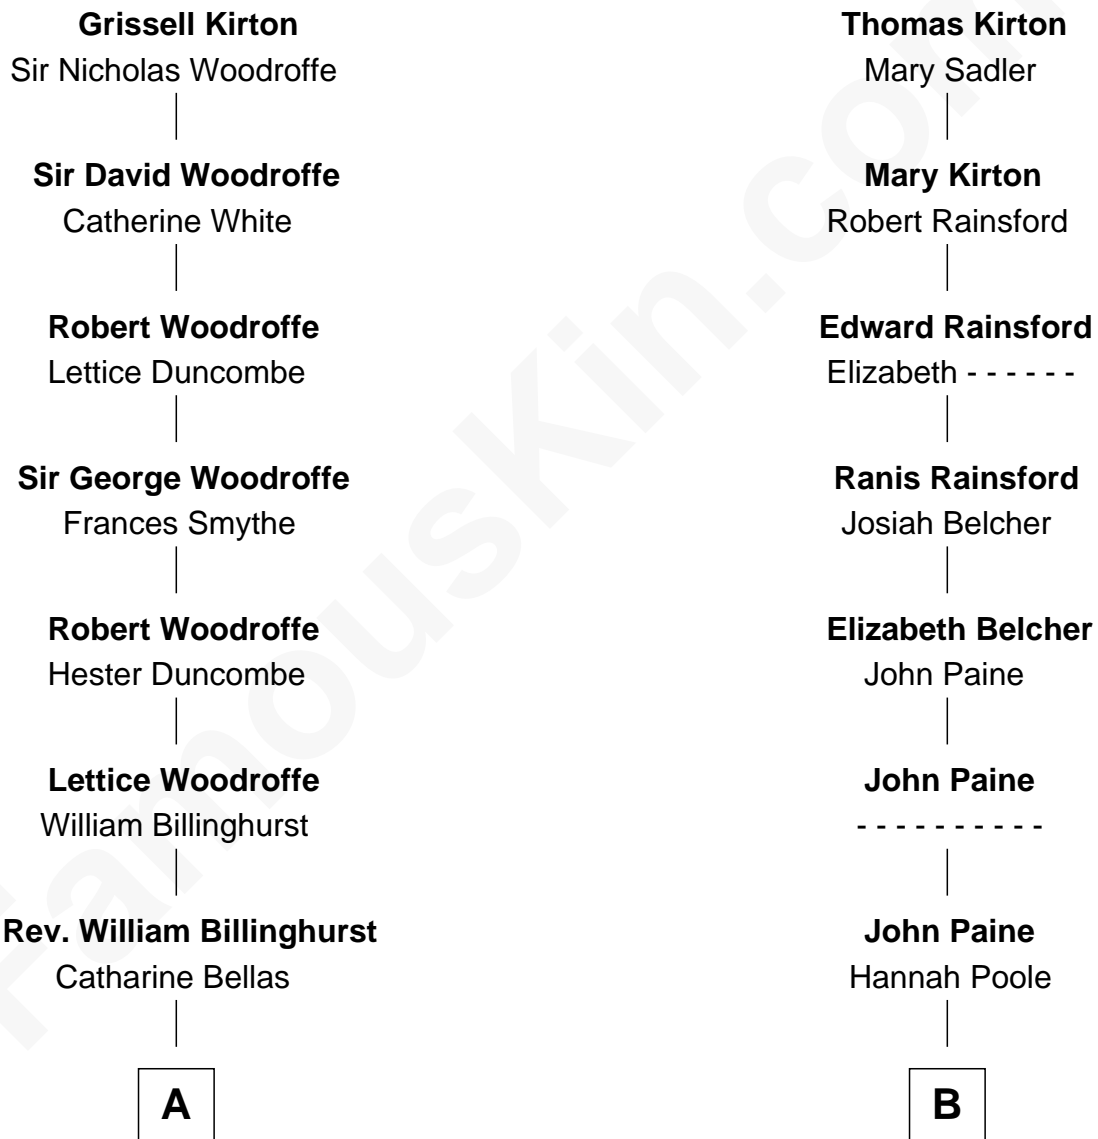 Grissell Kirton
Sir Nicholas Woodroffe
Sir David Woodroffe
Catherine White
Robert Woodroffe
Lettice Duncombe
Sir George Woodroffe
Frances Smythe
Robert Woodroffe
Hester Duncombe
Lettice Woodroffe
William Billinghurst
Rev. William Billinghurst
Catharine Bellas
A
Thomas Kirton
Mary Sadler
Mary Kirton
Robert Rainsford
Edward Rainsford
Elizabeth - - - - - -
Ranis Rainsford
Josiah Belcher
Elizabeth Belcher
John Paine
John Paine
- - - - - - - - - -
John Paine
Hannah Poole
B
FamousKin.com